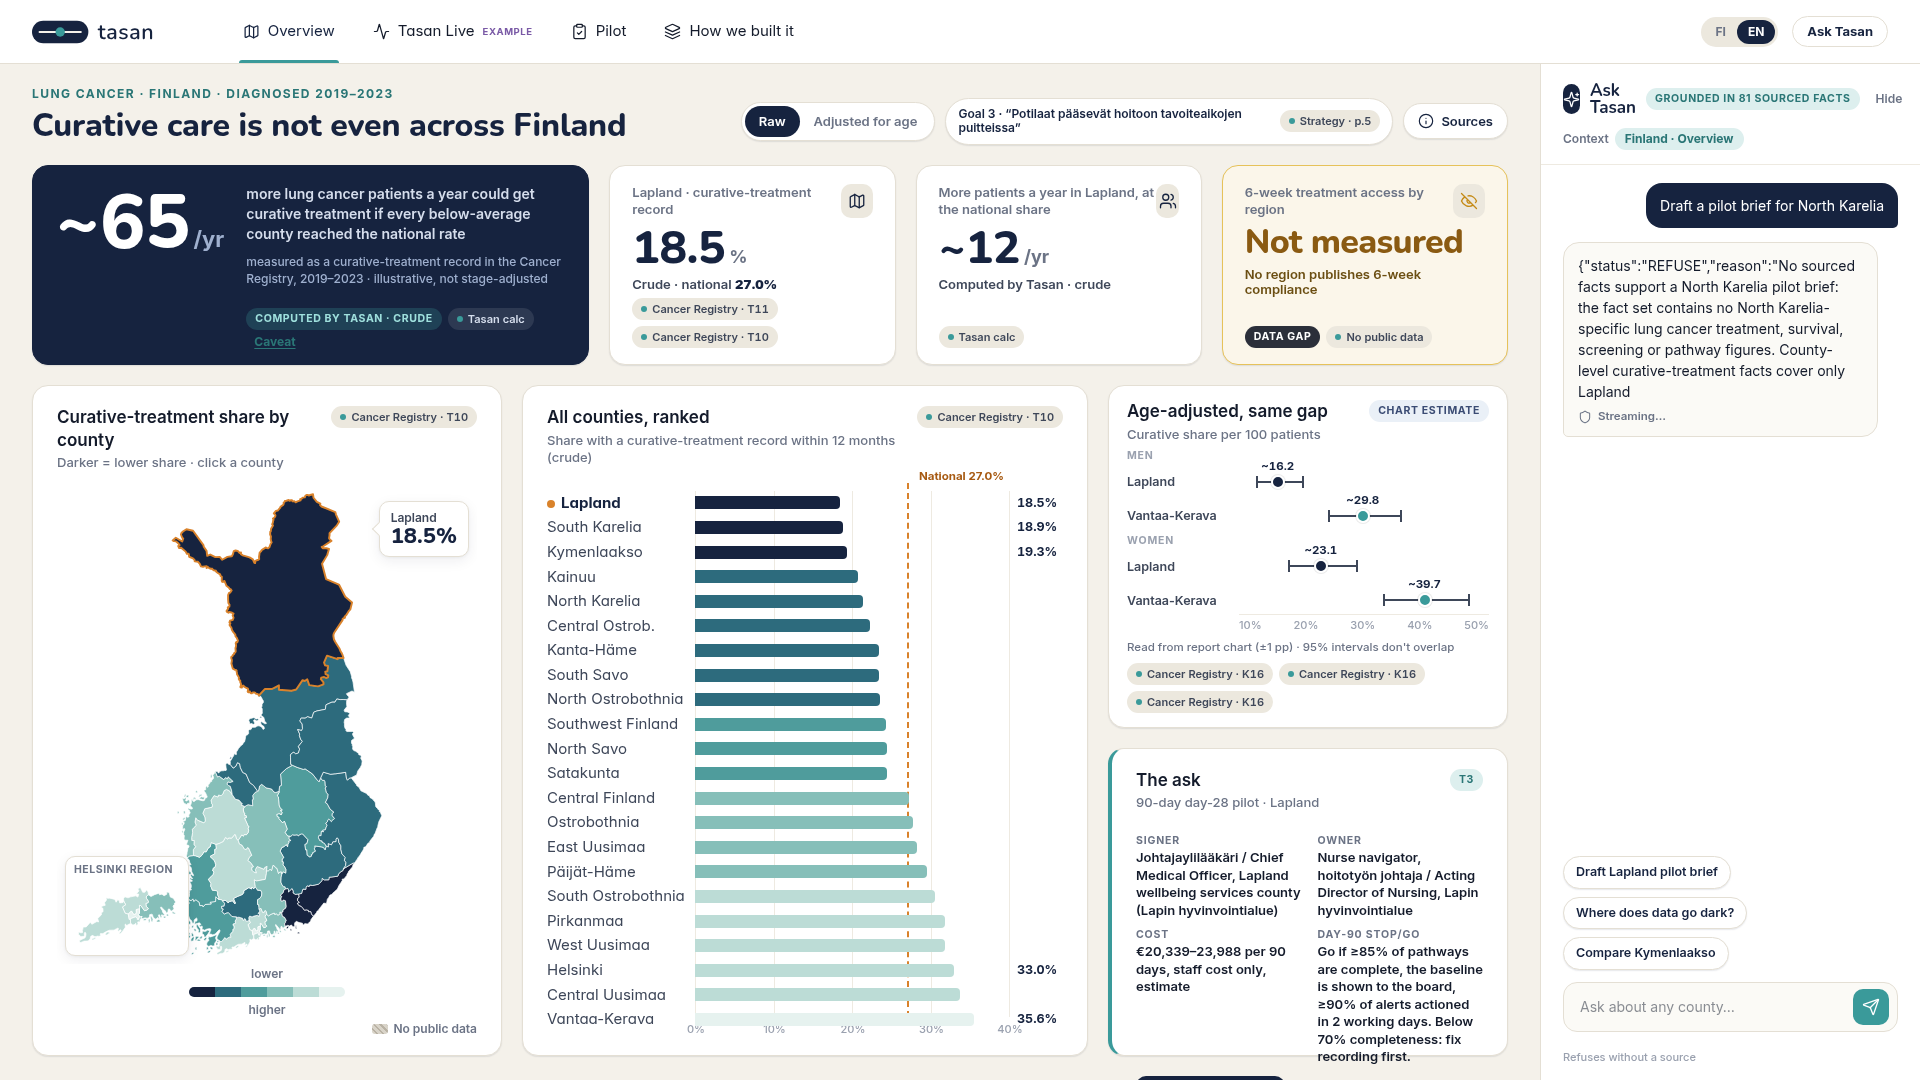 tasan
Overview
Tasan Live EXAMPLE
Pilot
How we built it
FI EN
Ask Tasan
LUNG CANCER · FINLAND · DIAGNOSED 2019–2023
Curative care is not even across Finland
Raw Adjusted for age
Goal 3 · “Potilaat pääsevät hoitoon tavoiteaikojen
puitteissa”
Strategy · p.5
Sources
~65/yr
more lung cancer patients a year could get
curative treatment if every below-average
county reached the national rate
measured as a curative-treatment record in the Cancer
Registry, 2019–2023 · illustrative, not stage-adjusted
COMPUTED BY TASAN · CRUDE Tasan calc
Caveat
Lapland · curative-treatment
record
18.5 %
Crude · national 27.0%
Cancer Registry · T11
Cancer Registry · T10
More patients a year in Lapland, at
the national share
~12 /yr
Computed by Tasan · crude
Tasan calc
6-week treatment access by
region
Not measured
No region publishes 6-week
compliance
DATA GAP No public data
Curative-treatment share by
county
Cancer Registry · T10
Darker = lower share · click a county
Lapland
18.5%
HELSINKI REGION
lower
higher
No public data
All counties, ranked
Cancer Registry · T10
Share with a curative-treatment record within 12 months
(crude)
National 27.0%
Lapland 18.5%
South Karelia 18.9%
Kymenlaakso 19.3%
Kainuu
North Karelia
Central Ostrob.
Kanta-Häme
South Savo
North Ostrobothnia
Southwest Finland
North Savo
Satakunta
Central Finland
Ostrobothnia
East Uusimaa
Päijät-Häme
South Ostrobothnia
Pirkanmaa
West Uusimaa
Helsinki 33.0%
Central Uusimaa
Vantaa-Kerava 35.6%
0% 10% 20% 30% 40%
Age-adjusted, same gap
CHART ESTIMATE
Curative share per 100 patients
MEN
~16.2
Lapland
~29.8
Vantaa-Kerava
WOMEN
~23.1
Lapland
~39.7
Vantaa-Kerava
10% 20% 30% 40% 50%
Read from report chart (±1 pp) · 95% intervals don't overlap
Cancer Registry · K16 Cancer Registry · K16
Cancer Registry · K16
The ask
T3
90-day day-28 pilot · Lapland
SIGNER
Johtajaylilääkäri / Chief
Medical Officer, Lapland
wellbeing services county
(Lapin hyvinvointialue)
OWNER
Nurse navigator,
hoitotyön johtaja / Acting
Director of Nursing, Lapin
hyvinvointialue
COST
€20,339–23,988 per 90
days, staff cost only,
estimate
DAY-90 STOP/GO
Go if ≥85% of pathways
are complete, the baseline
is shown to the board,
≥90% of alerts actioned
in 2 working days. Below
70% completeness: fix
recording first.
Ask
Tasan
GROUNDED IN 81 SOURCED FACTS
Hide
Context Finland · Overview
Draft a pilot brief for North Karelia
{"status":"REFUSE","reason":"No sourced
facts support a North Karelia pilot brief:
the fact set contains no North Karelia-
specific lung cancer treatment, survival,
screening or pathway figures. County-
level curative-treatment facts cover only
Lapland
Streaming...
Draft Lapland pilot brief
Where does data go dark?
Compare Kymenlaakso
Ask about any county...
Refuses without a source